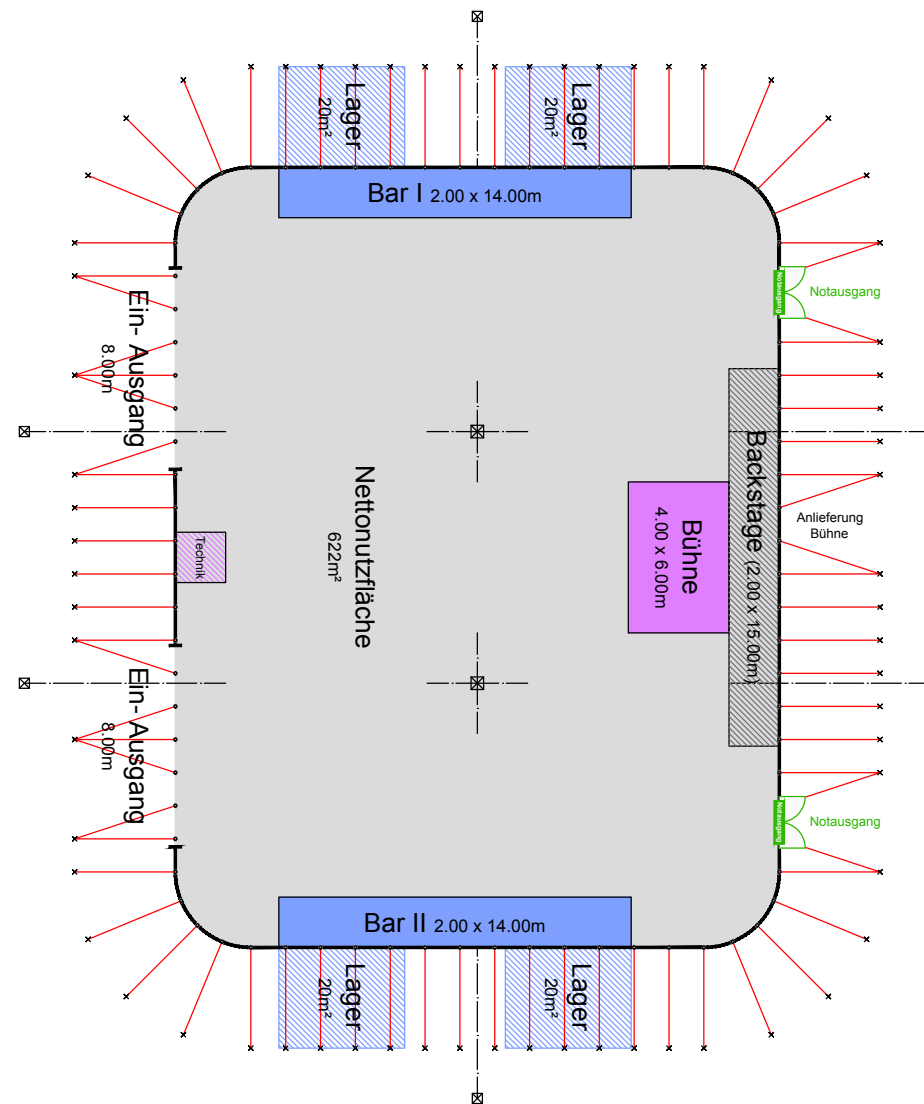 Lager
20m²
Lager
20m²
Bar I 2.00 x 14.00m
Notausgang
Notausgang
Ein- Ausgang
8.00m
Backstage (2.00 x 15.00m)
Bühne
4.00 x 6.00m
Nettonutzfläche
622m²
Anlieferung
Bühne
Technik
Ein- Ausgang
8.00m
Notausgang
Notausgang
Bar II 2.00 x 14.00m
Lager
20m²
Lager
20m²